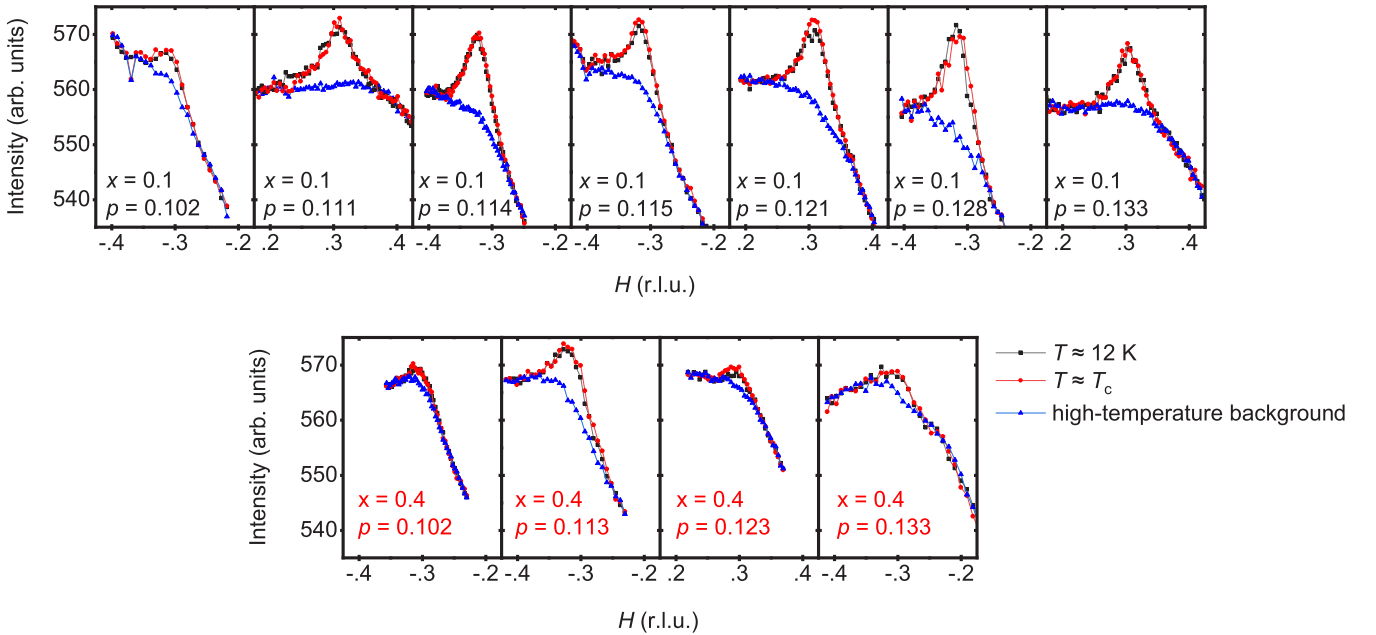 Intensity (arb. units)
570
560
550
540
x = 0.1
p = 0.102
x = 0.1
p = 0.111
x = 0.1
p = 0.114
x = 0.1
p = 0.115
x = 0.1
p = 0.121
x = 0.1
p = 0.128
x = 0.1
p = 0.133
-.4 -.3 -.2 .2 .3 .4 -.4 -.3 -.2 -.4 -.3 -.2 .2 .3 .4 -.4 -.3 -.2 .2 .3 .4
H (r.l.u.)
Intensity (arb. units)
570
560
550
540
x = 0.4
p = 0.102
x = 0.4
p = 0.113
x = 0.4
p = 0.123
x = 0.4
p = 0.133
-.4 -.3 -.2 -.4 -.3 -.2 .2 .3 .4 -.4 -.3 -.2
H (r.l.u.)
T ≈ 12 K
T ≈ Tc
high-temperature background